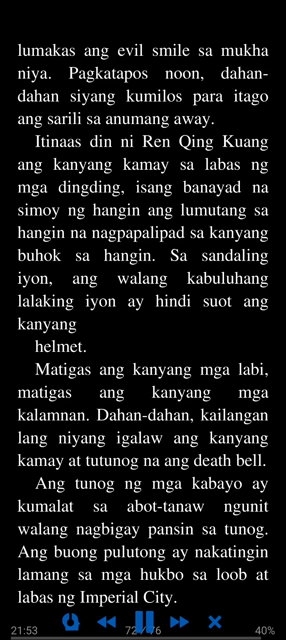 lumakas ang evil smile sa mukha
niya. Pagkatapos noon, dahan-
dahan siyang kumilos para itago
ang sarili sa anumang away.
Itinaas din ni Ren Qing Kuang
ang kanyang kamay sa labas ng
mga dingding, isang banayad na
simoy ng hangin ang lumutang sa
hangin na nagpapalipad sa kanyang
buhok sa hangin. Sa sandaling
iyon, ang walang kabuluhang
lalaking iyon ay hindi suot ang
kanyang
helmet.
Matigas ang kanyang mga labi,
matigas ang kanyang mga
kalamnan. Dahan-dahan, kailangan
lang niyang igalaw ang kanyang
kamay at tutunog na ang death bell.
Ang tunog ng mga kabayo ay
kumalat sa abot-tanaw ngunit
walang nagbigay pansin sa tunog.
Ang buong pulutong ay nakatingin
lamang sa mga hukbo sa loob at
labas ng Imperial City.
21:53 72 / 76 40%